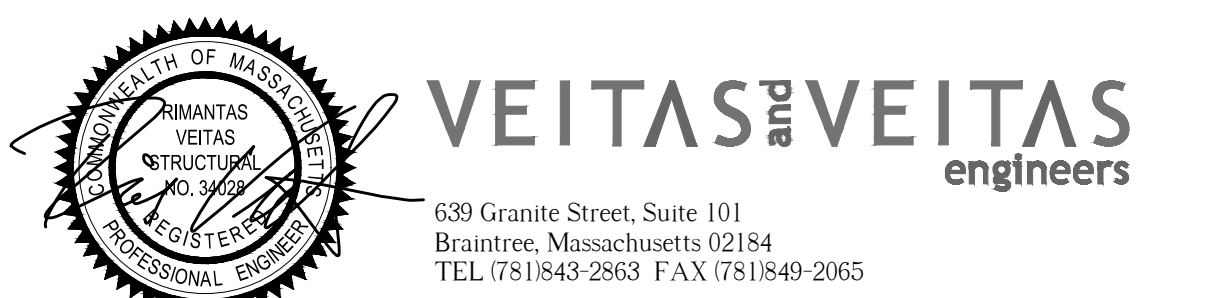 COMMONWEALTH OF MASSACHUSETTS
RIMANTAS
VEITAS
STRUCTURAL
NO. 34028
REGISTERED
PROFESSIONAL ENGINEER
VEITAS and VEITAS
engineers
639 Granite Street, Suite 101
Braintree, Massachusetts 02184
TEL (781)843-2863 FAX (781)849-2065